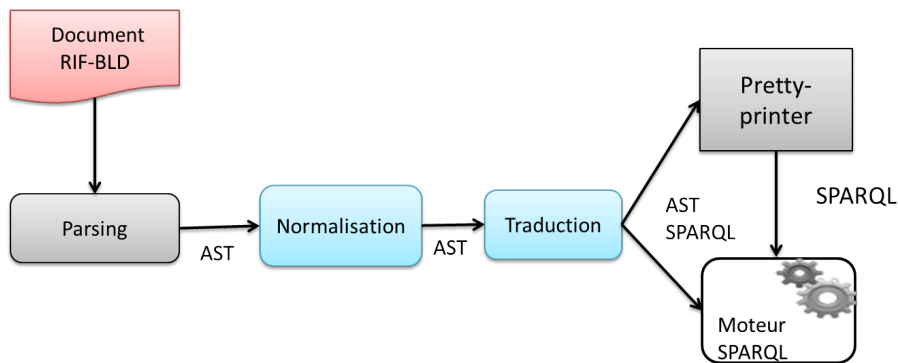 Document
RIF-BLD
Parsing
AST
Normalisation
AST
Traduction
AST
SPARQL
Pretty-
printer
SPARQL
Moteur
SPARQL